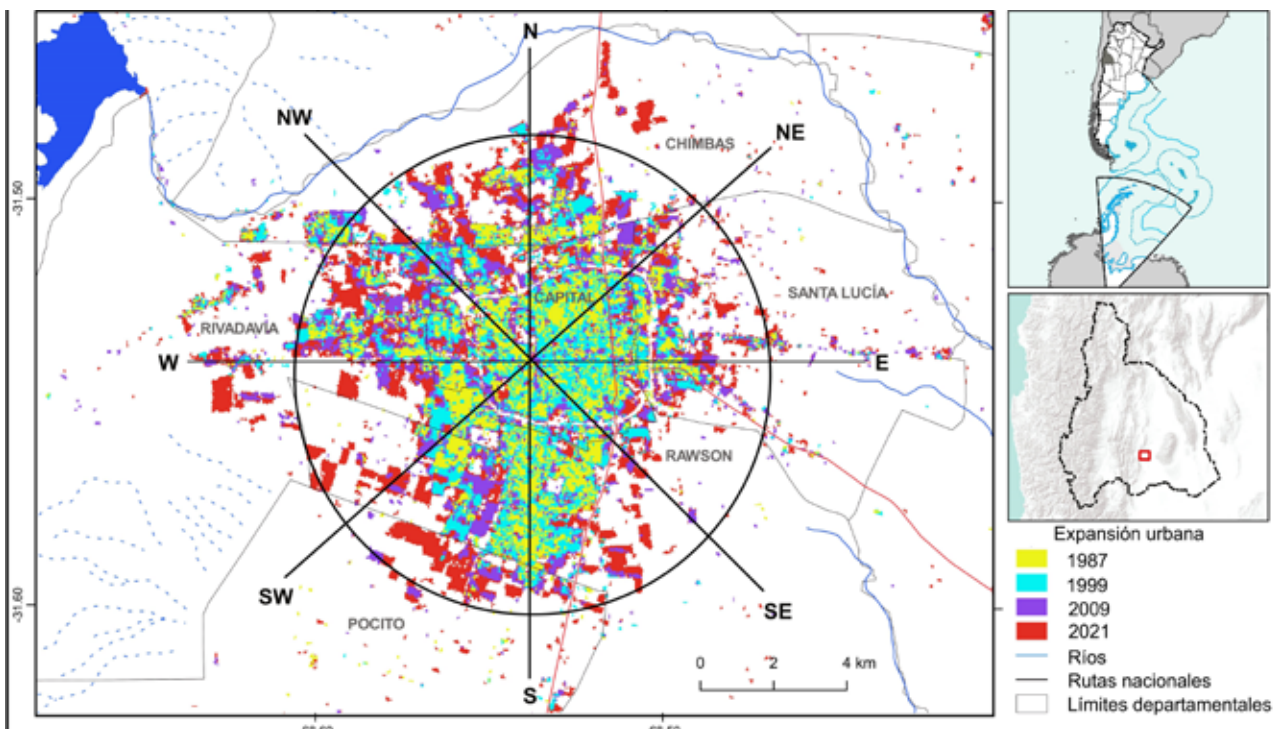 N
NW
NE
CHIMBAS
-31.50
CAPITAL
SANTA LUCÍA
RIVADAVÍA
W
E
RAWSON
SW
SE
-31.60
POCITO
0 2 4 km
S
Expansión urbana
1987
1999
2009
2021
Ríos
Rutas nacionales
Límites departamentales